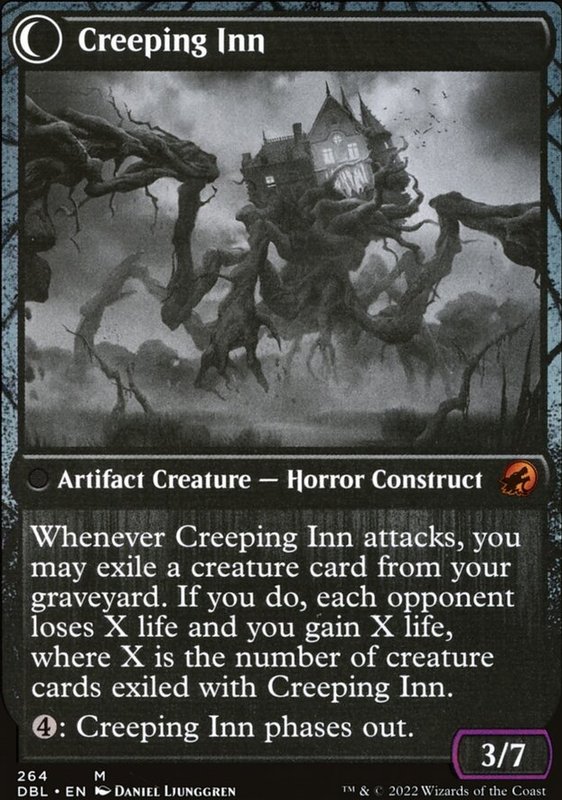 Creeping Inn
Artifact Creature — Horror Construct
Whenever Creeping Inn attacks, you
may exile a creature card from your
graveyard. If you do, each opponent
loses X life and you gain X life,
where X is the number of creature
cards exiled with Creeping Inn.
4: Creeping Inn phases out.
3/7
264 M
DBL • EN Daniel Ljunggren
™ & © 2022 Wizards of the Coast